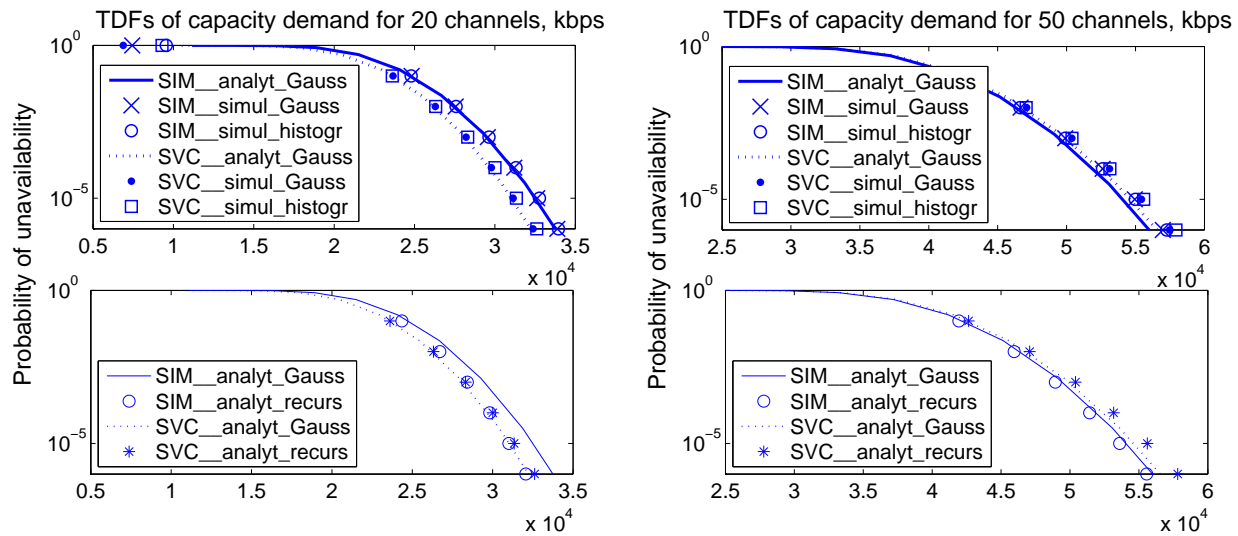 TDFs of capacity demand for 20 channels, kbps
10^0
10^-5
SIM__analyt_Gauss
SIM__simul_Gauss
SIM__simul_histogr
SVC__analyt_Gauss
SVC__simul_Gauss
SVC__simul_histogr
0.5 1 1.5 2 2.5 3 3.5
x 10^4
Probability of unavailability
TDFs of capacity demand for 50 channels, kbps
10^0
10^-5
SIM__analyt_Gauss
SIM__simul_Gauss
SIM__simul_histogr
SVC__analyt_Gauss
SVC__simul_Gauss
SVC__simul_histogr
2.5 3 3.5 4 4.5 5 5.5 6
x 10^4
Probability of unavailability
10^0
10^-5
SIM__analyt_Gauss
SIM__analyt_recurs
SVC__analyt_Gauss
SVC__analyt_recurs
0.5 1 1.5 2 2.5 3 3.5
x 10^4
10^0
10^-5
SIM__analyt_Gauss
SIM__analyt_recurs
SVC__analyt_Gauss
SVC__analyt_recurs
2.5 3 3.5 4 4.5 5 5.5 6
x 10^4